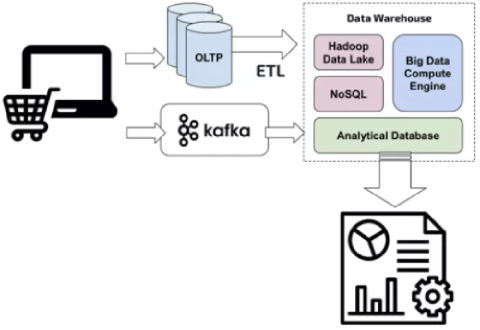 Data Warehouse
OLTP
ETL
Hadoop
Data Lake
NoSQL
Big Data
Compute
Engine
kafka
Analytical Database